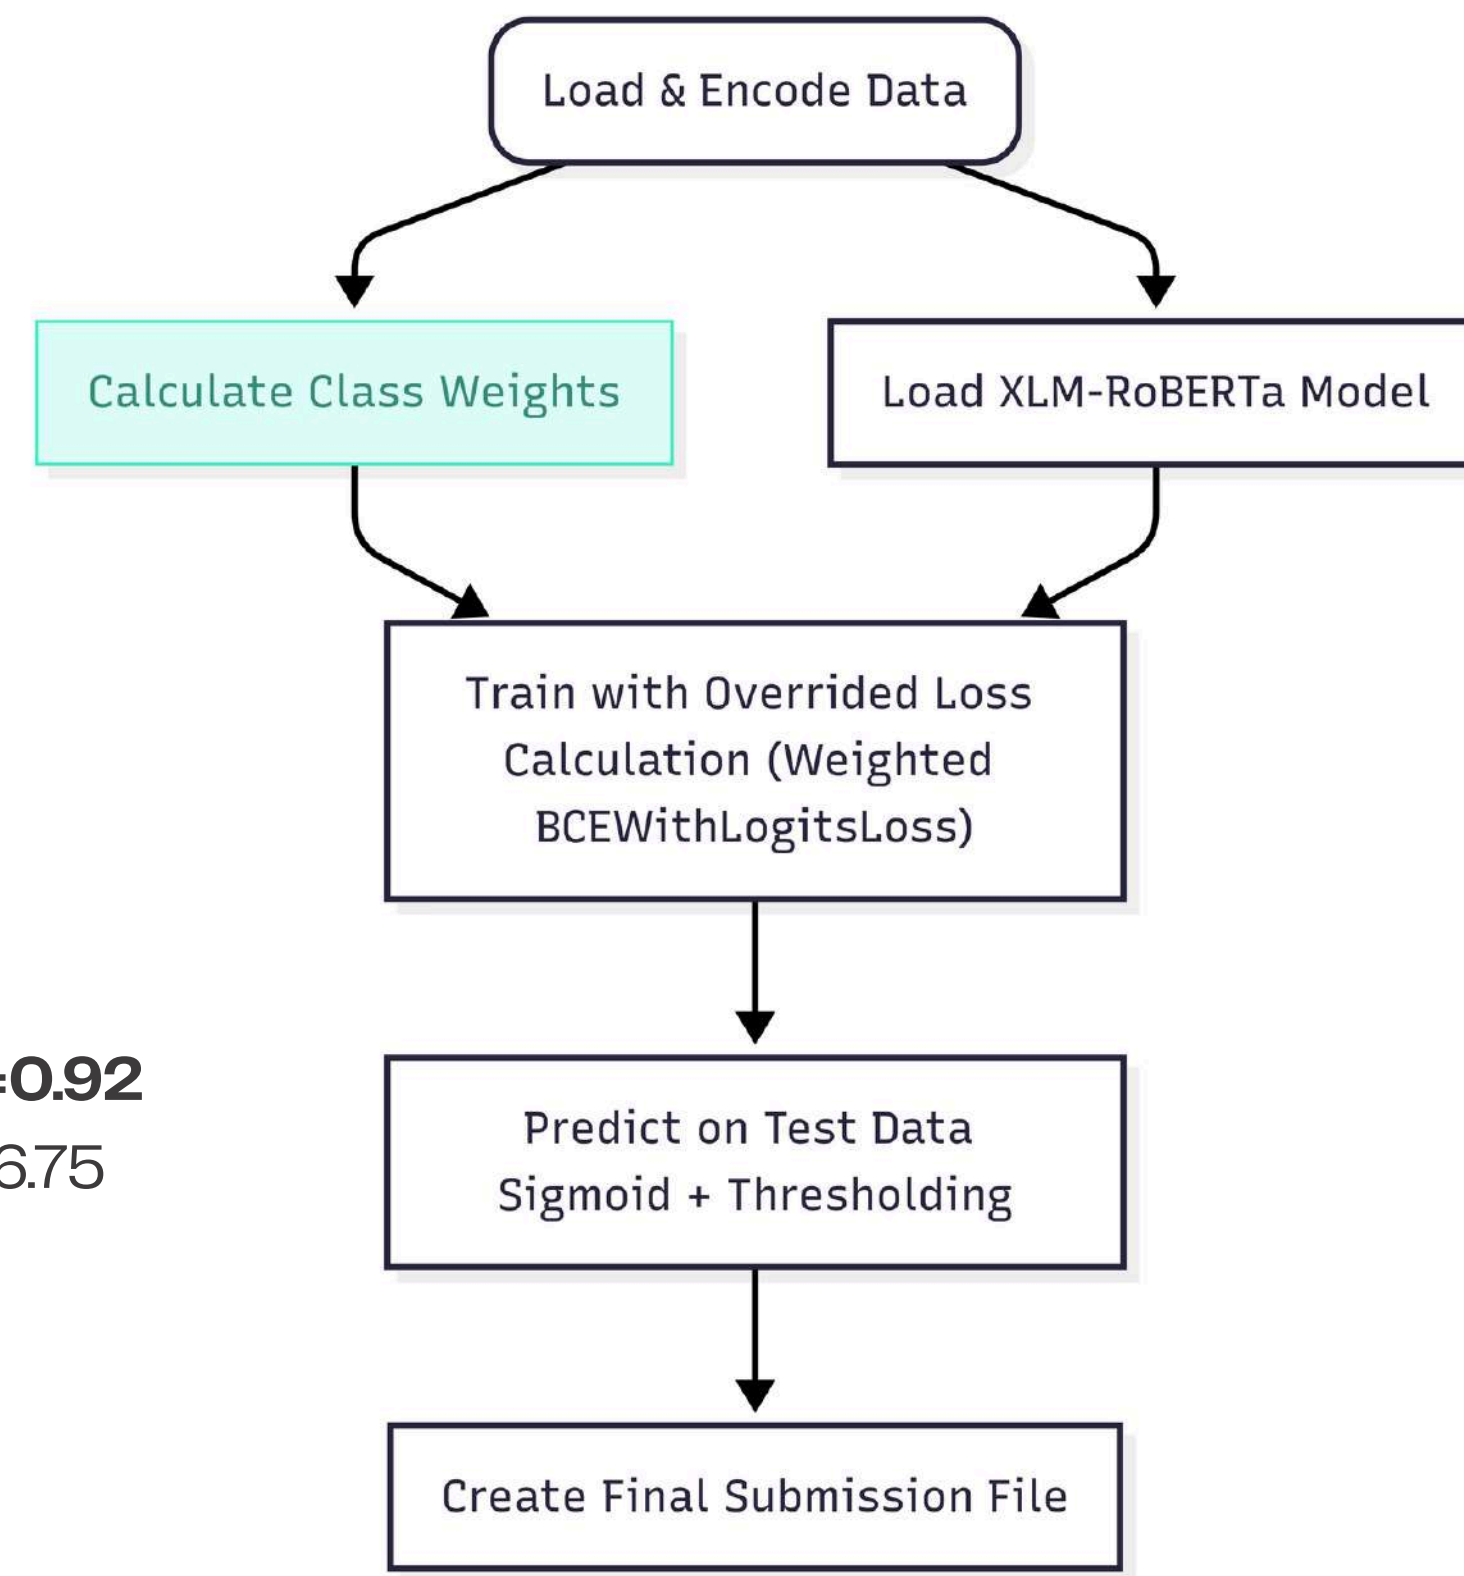 Load & Encode Data
Calculate Class Weights
Load XLM-RoBERTa Model
Train with Overrided Loss
Calculation (Weighted
BCEWithLogitsLoss)
=0.92
6.75
Predict on Test Data
Sigmoid + Thresholding
Create Final Submission File